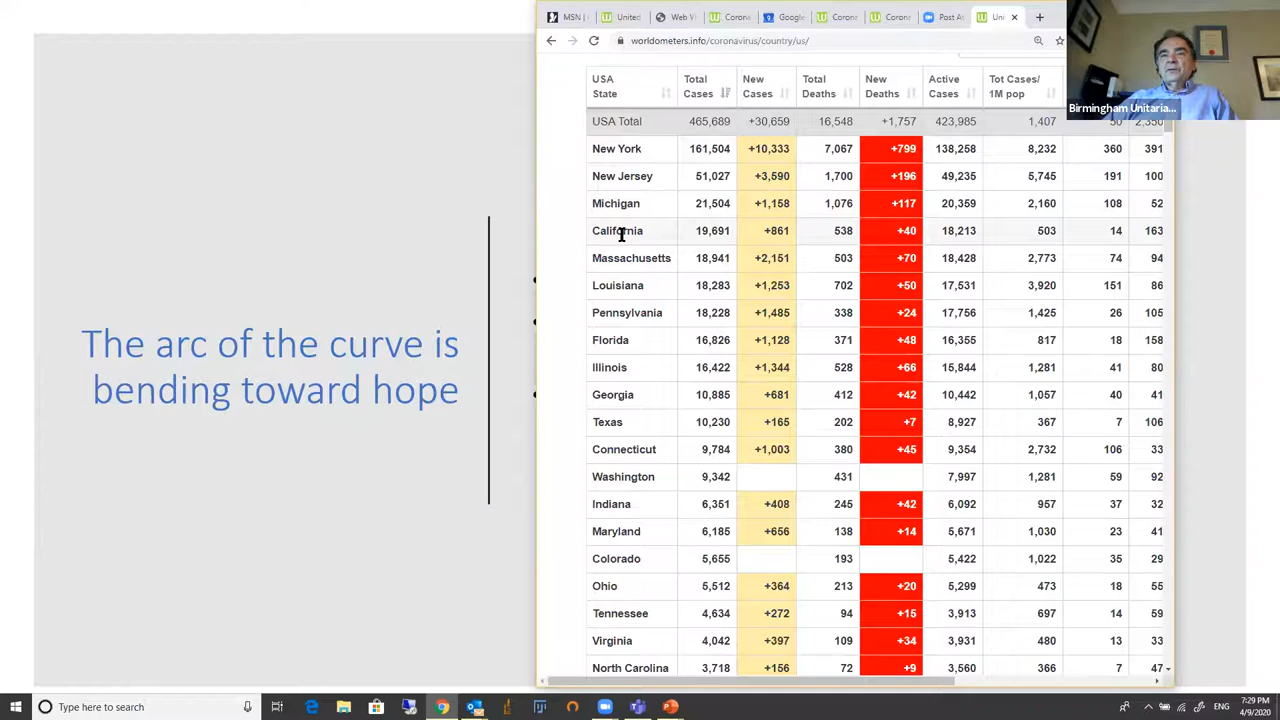 The arc of the curve is
bending toward hope
MSN |
United
Web V
Corona
Google
Corona
Corona
Post A
Uni
worldometers.info/coronavirus/country/us/
Birmingham Unitaria...
USA State Total Cases New Cases Total Deaths New Deaths Active Cases Tot Cases/ 1M pop
USA Total 465,689 +30,659 16,548 +1,757 423,985 1,407 50 2,350
New York 161,504 +10,333 7,067 +799 138,258 8,232 360 391
New Jersey 51,027 +3,590 1,700 +196 49,235 5,745 191 100
Michigan 21,504 +1,158 1,076 +117 20,359 2,160 108 52
California 19,691 +861 538 +40 18,213 503 14 163
Massachusetts 18,941 +2,151 503 +70 18,428 2,773 74 94
Louisiana 18,283 +1,253 702 +50 17,531 3,920 151 86
Pennsylvania 18,228 +1,485 338 +24 17,756 1,425 26 105
Florida 16,826 +1,128 371 +48 16,355 817 18 158
Illinois 16,422 +1,344 528 +66 15,844 1,281 41 80
Georgia 10,885 +681 412 +42 10,442 1,057 40 41
Texas 10,230 +165 202 +7 8,927 367 7 106
Connecticut 9,784 +1,003 380 +45 9,354 2,732 106 33
Washington 9,342 431 7,997 1,281 59 92
Indiana 6,351 +408 245 +42 6,092 957 37 32
Maryland 6,185 +656 138 +14 5,671 1,030 23 41
Colorado 5,655 193 5,422 1,022 35 29
Ohio 5,512 +364 213 +20 5,299 473 18 55
Tennessee 4,634 +272 94 +15 3,913 697 14 59
Virginia 4,042 +397 109 +34 3,931 480 13 33
North Carolina 3,718 +156 72 +9 3,560 366 7 47
Type here to search
ENG
7:29 PM
4/9/2020